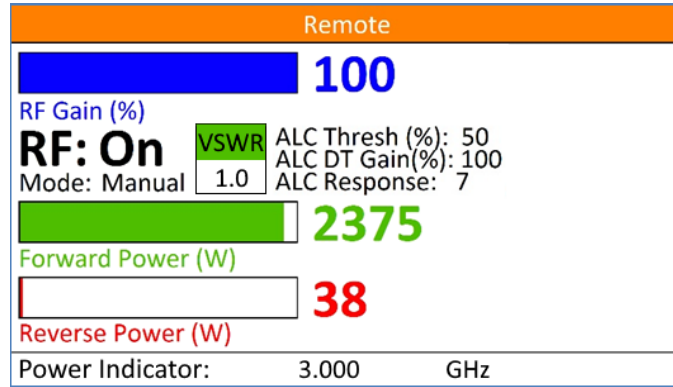 Remote
100
RF Gain (%)
RF: On
Mode: Manual
VSWR
1.0
ALC Thresh (%): 50
ALC DT Gain(%): 100
ALC Response: 7
2375
Forward Power (W)
38
Reverse Power (W)
Power Indicator: 3.000 GHz